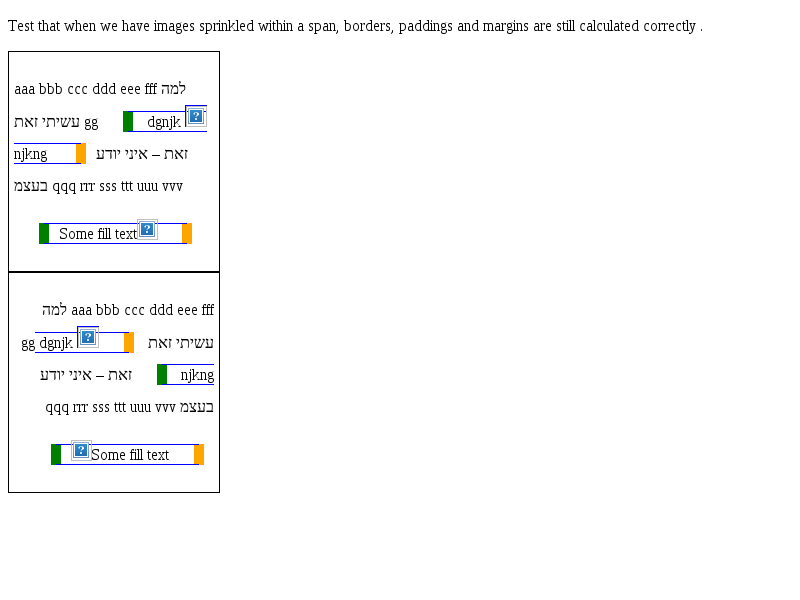 Test that when we have images sprinkled within a span, borders, paddings and margins are still calculated correctly .
aaa bbb ccc ddd eee fff למה
עשיתי זאת gg dgnjk
njkng זאת – איני יודע
בעצמ qqq rrr sss ttt uuu vvv
Some fill text
aaa bbb ccc ddd eee fff למה
עשיתי זאת gg dgnjk
njkng זאת – איני יודע
בעצמ qqq rrr sss ttt uuu vvv
Some fill text